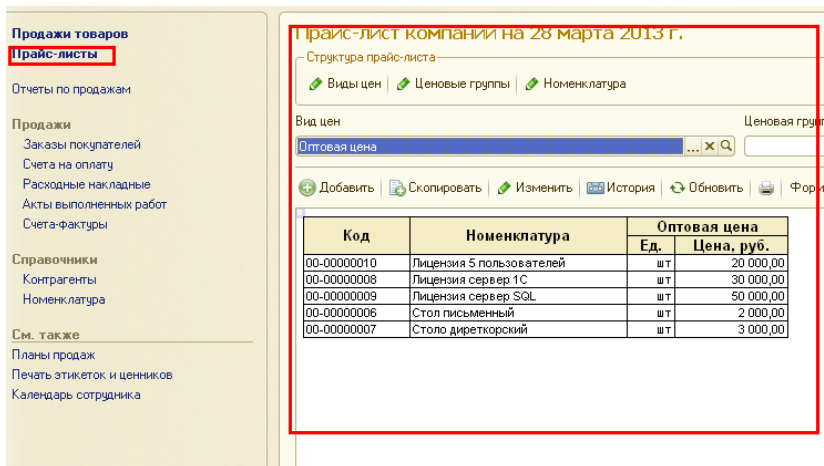 Продажи товаров
Прайс-листы
Отчеты по продажам
Продажи
Заказы покупателей
Счета на оплату
Расходные накладные
Акты выполненных работ
Счета-фактуры
Справочники
Контрагенты
Номенклатура
См. также
Планы продаж
Печать этикеток и ценников
Календарь сотрудника
Прайс-лист компании на 28 марта 2013 г.
Структура прайс-листа
Виды цен Ценовые группы Номенклатура
Вид цен Ценовая груп
Оптовая цена ... x
Добавить Скопировать Изменить История Обновить Фор
Код Номенклатура Оптовая цена
Ед. Цена, руб.
00-00000010 Лицензия 5 пользователей шт 20 000,00
00-00000008 Лицензия сервер 1С шт 30 000,00
00-00000009 Лицензия сервер SQL шт 50 000,00
00-00000006 Стол письменный шт 2 000,00
00-00000007 Столо диреткорский шт 3 000,00